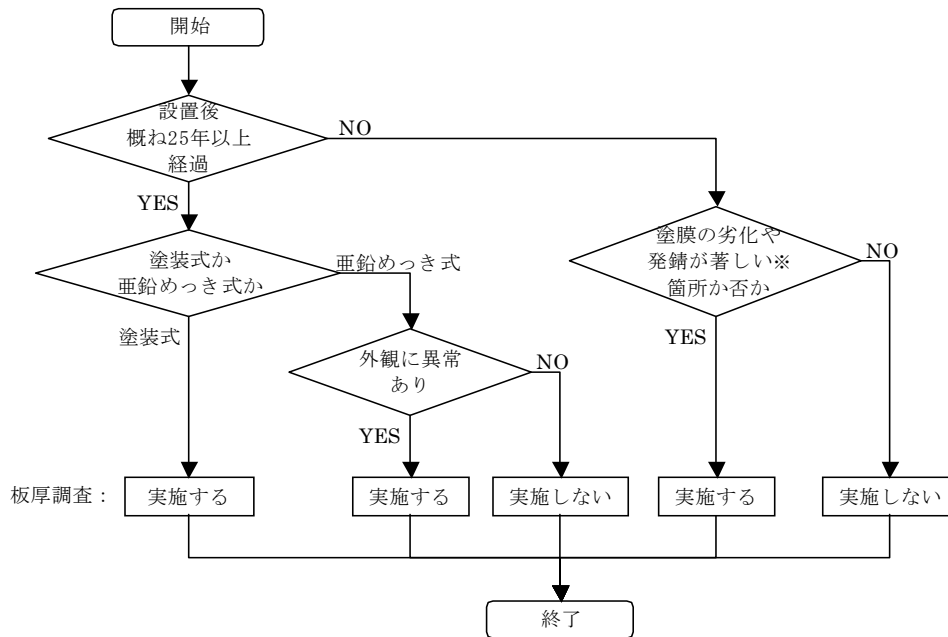 開始
設置後
概ね25年以上
経過
NO
YES
塗装式か
亜鉛めっき式か
亜鉛めっき式
塗膜の劣化や
発錆が著しい※
箇所か否か
NO
塗装式
外観に異常
あり
NO
YES
YES
板厚調査：
実施する
実施する
実施しない
実施する
実施しない
終了